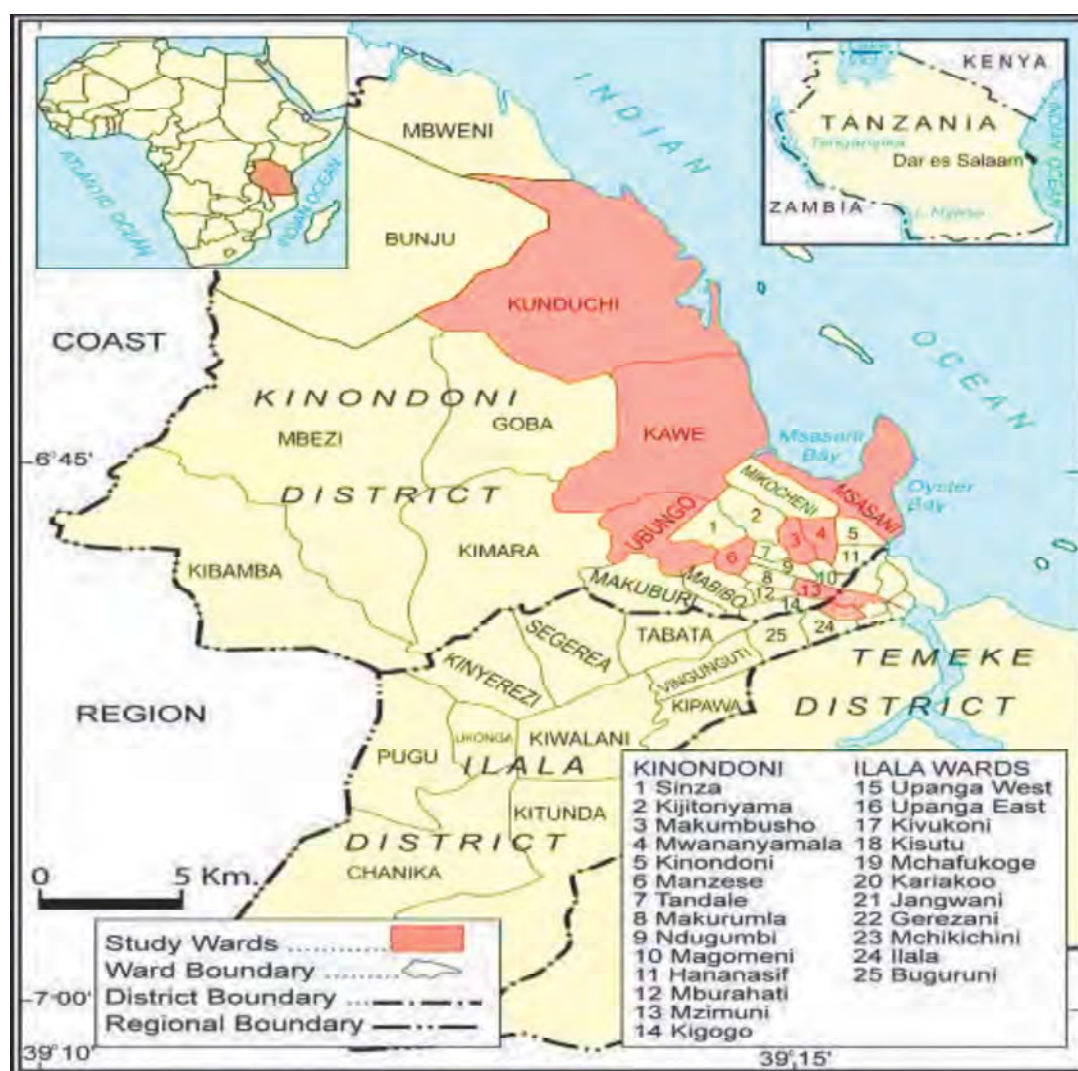 ATLANTIC OCEAN
INDIAN OCEAN
KENYA
TANZANIA
Dar es Salaam
INDIAN OCEAN
ZAMBIA
L. Nyasa
INDIAN
OCEAN
MBWENI
BUNJU
KUNDUCHI
COAST
KINONDONI
GOBA
MBEZI
KAWE
Msasani
Bay
6°45'
DISTRICT
MIKOCHENI
MSASANI
Oyster
Bay
UBUNGO
1
2
3
4
5
KIMARA
6
7
9
11
KIBAMBA
MAKUBURI
MABIBO
8
10
12
13
14
SEGEREA
TABATA
25
24
KINYEREZI
VINGUNGUTI
TEMEKE
DISTRICT
REGION
KIPAWA
PUGU
UKONGA
KIWALANI
ILALA
KITUNDA
DISTRICT
CHANIKA
0 5 Km.
Study Wards
Ward Boundary
District Boundary
Regional Boundary
7°00'
39°10'
39°15'
KINONDONI
1 Sinza
2 Kijitonyama
3 Makumbusho
4 Mwananyamala
5 Kinondoni
6 Manzese
7 Tandale
8 Makurumla
9 Ndugumbi
10 Magomeni
11 Hananasif
12 Mburahati
13 Mzimuni
14 Kigogo
ILALA WARDS
15 Upanga West
16 Upanga East
17 Kivukoni
18 Kisutu
19 Mchafukoge
20 Kariakoo
21 Jangwani
22 Gerezani
23 Mchikichini
24 Ilala
25 Buguruni